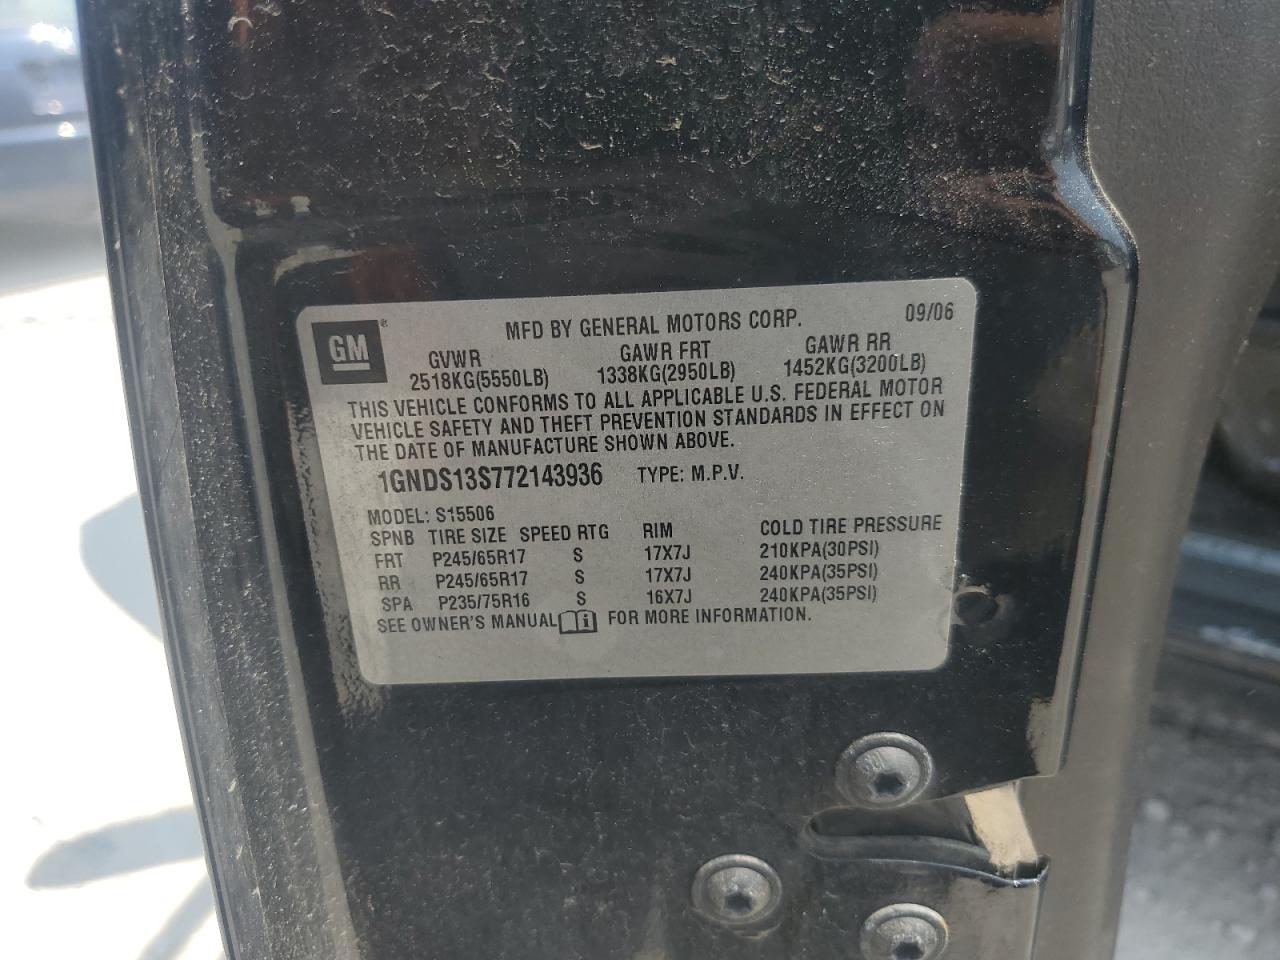 GM ®
MFD BY GENERAL MOTORS CORP. 09/06
GVWR GAWR FRT GAWR RR
2518KG(5550LB) 1338KG(2950LB) 1452KG(3200LB)
THIS VEHICLE CONFORMS TO ALL APPLICABLE U.S. FEDERAL MOTOR
VEHICLE SAFETY AND THEFT PREVENTION STANDARDS IN EFFECT ON
THE DATE OF MANUFACTURE SHOWN ABOVE.
1GNDS13S772143936 TYPE: M.P.V.
MODEL: S15506
SPNB TIRE SIZE SPEED RTG RIM COLD TIRE PRESSURE
FRT P245/65R17 S 17X7J 210KPA(30PSI)
RR P245/65R17 S 17X7J 240KPA(35PSI)
SPA P235/75R16 S 16X7J 240KPA(35PSI)
SEE OWNER'S MANUAL i FOR MORE INFORMATION.